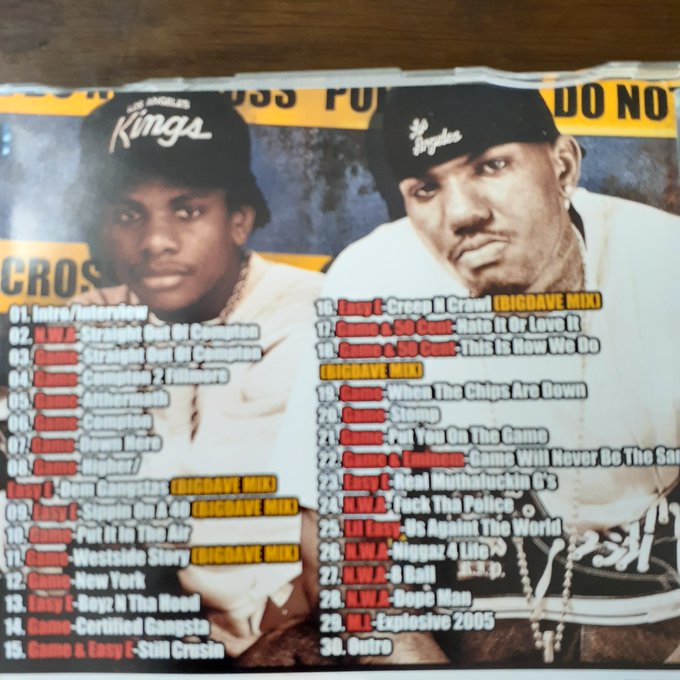 CROSS PO
DO NO
LOS ANGELES
Kings
Los
Angeles
CROS
01. Intro/Interview
02. N.W.A-Straight Out Of Compton
03. Game-Straight Out Of Compton
04. Game- 2 Fillmore
05. Game-Aftermath
06. Game-Compton
07. Game-Down
08. Game-Higher/
Easy E- Gangstas (BIGDAVE MIX)
09. Easy E- On A 40 (BIGDAVE MIX)
10. Game-Put It In The Air
11. Game-Westside Story (BIGDAVE MIX)
12. Game-New York
13. Easy E-Boyz N Tha Hood
14. Game-Certified Gangsta
15. Game & Easy E-Still Crusin
16. Easy E-Creep N Crawl (BIGDAVE MIX)
17. Game & 50 Cent-Hate It Or Love It
18. Game & 50 Cent-This Is How We Do
(BIGDAVE MIX)
19. Game-When The Chips Are Down
20. Game-Stomp
21. Game-Put You On The Game
22. Game & Eminem-Game Will Never Be The Sa
23. Easy E-Real Muthafuckin G's
24. N.W.A-Fuck Tha Police
25. Lil Easy-Us Against The World
26. N.W.A-Niggaz 4 Life
27. N.W.A-8 Ball
28. N.W.A-Dope Man
29. M.I-Explosive 2005
30. Outro